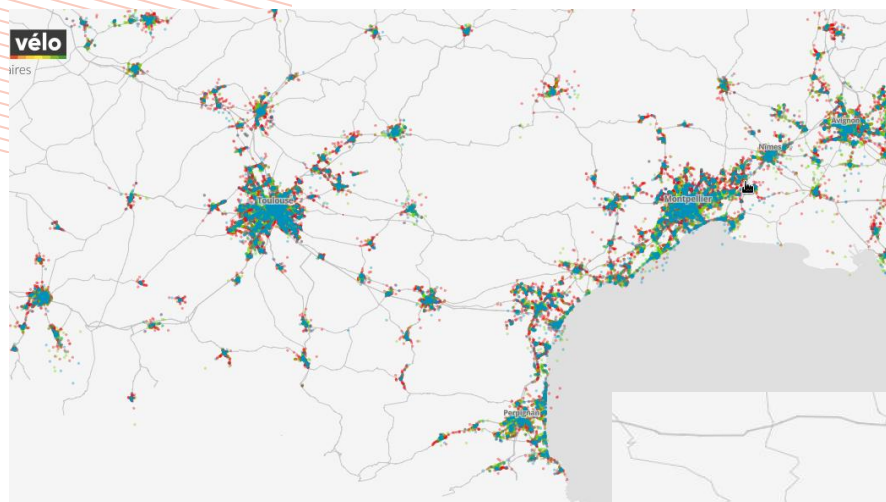 vélo
aires
Avignon
Nîmes
Toulouse
Montpellier
Perpignan